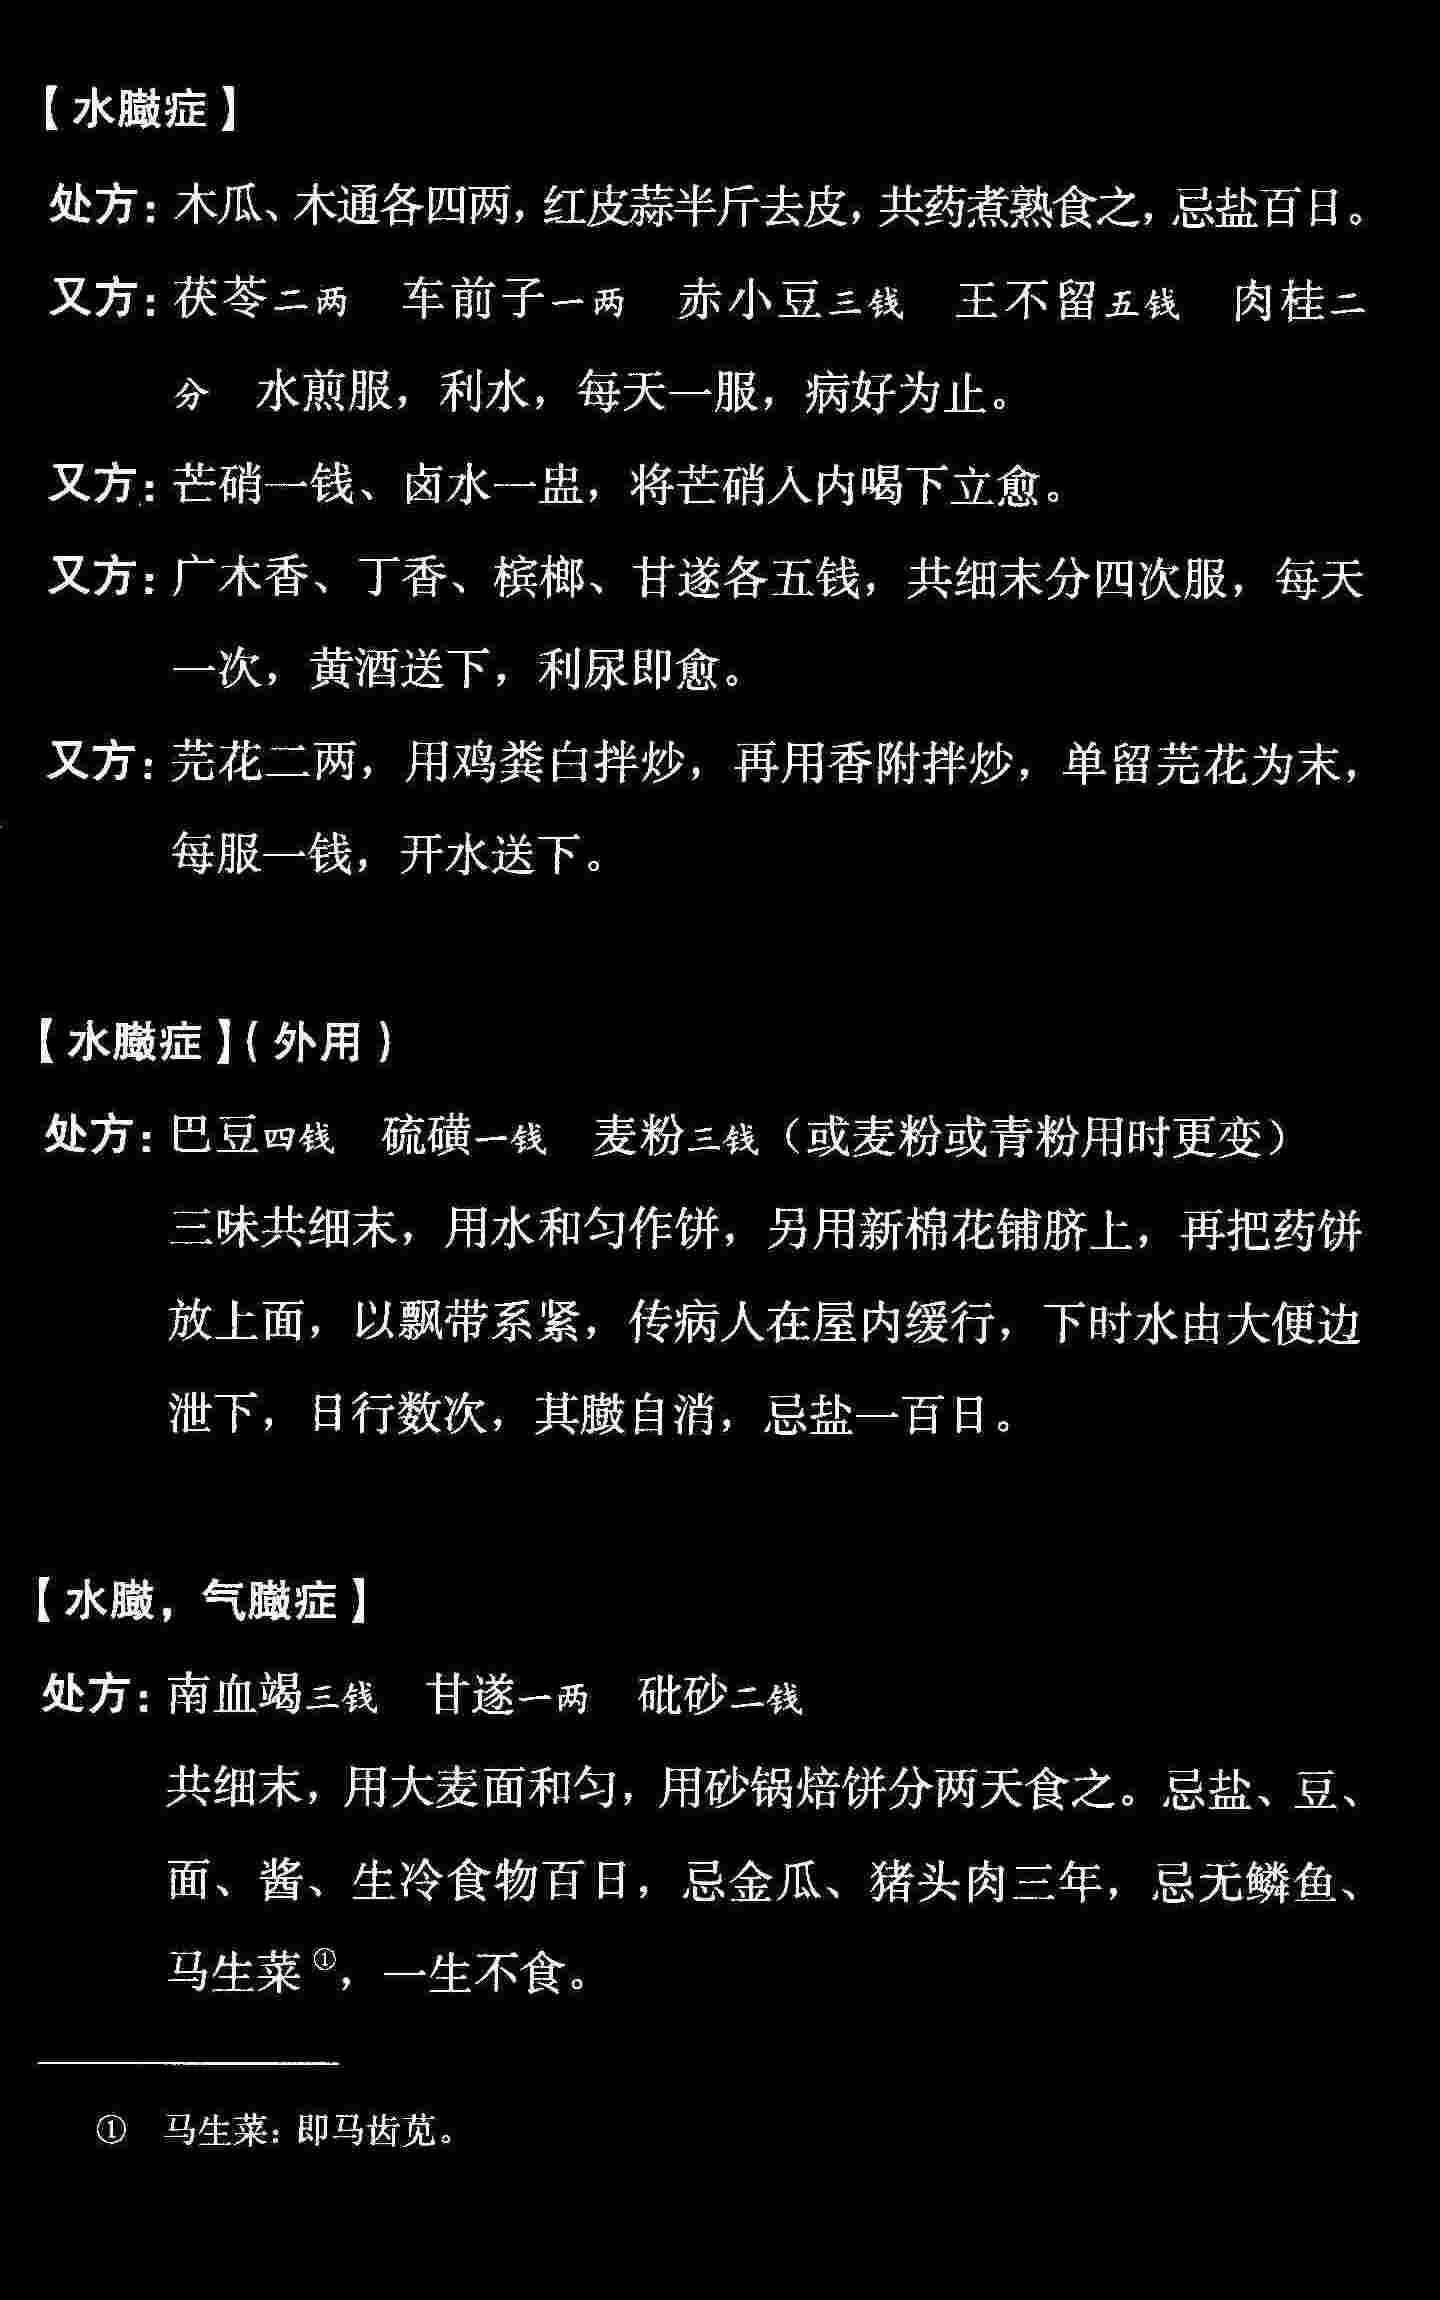 【水臌症】
处方：木瓜、木通各四两，红皮蒜半斤去皮，共药煮熟食之，忌盐百日。
又方：茯苓二两　车前子一两　赤小豆三钱　王不留五钱　肉桂二
分　水煎服，利水，每天一服，病好为止。
又方：芒硝一钱、卤水一盅，将芒硝入内喝下立愈。
又方：广木香、丁香、槟榔、甘遂各五钱，共细末分四次服，每天
一次，黄酒送下，利尿即愈。
又方：芫花二两，用鸡粪白拌炒，再用香附拌炒，单留芫花为末，
每服一钱，开水送下。
【水臌症】（外用）
处方：巴豆四钱　硫磺一钱　麦粉三钱（或麦粉或青粉用时更变）
三味共细末，用水和匀作饼，另用新棉花铺脐上，再把药饼
放上面，以飘带系紧，传病人在屋内缓行，下时水由大便边
泄下，日行数次，其臌自消，忌盐一百日。
【水臌，气臌症】
处方：南血竭三钱　甘遂一两　砒砂二钱
共细末，用大麦面和匀，用砂锅焙饼分两天食之。忌盐、豆、
面、酱、生冷食物百日，忌金瓜、猪头肉三年，忌无鳞鱼、
马生菜①，一生不食。
①　马生菜：即马齿苋。